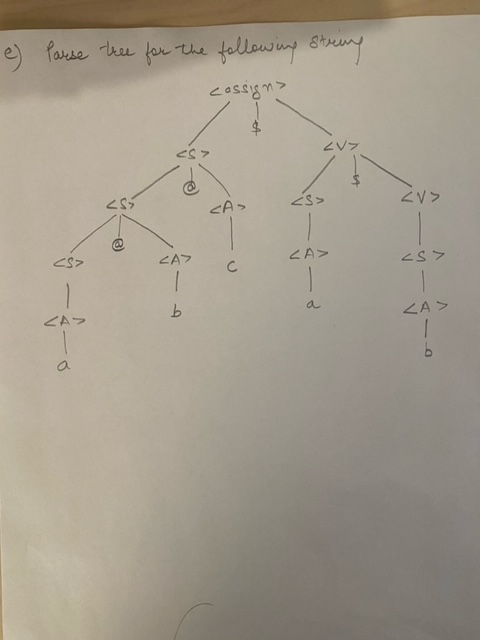 e) Parse tree for the following string
<assign>
$
<S> <V>
@ $
<S> <A> <S> <V>
@
<S> <A> c <A> <S>
<A> b a <A>
a b